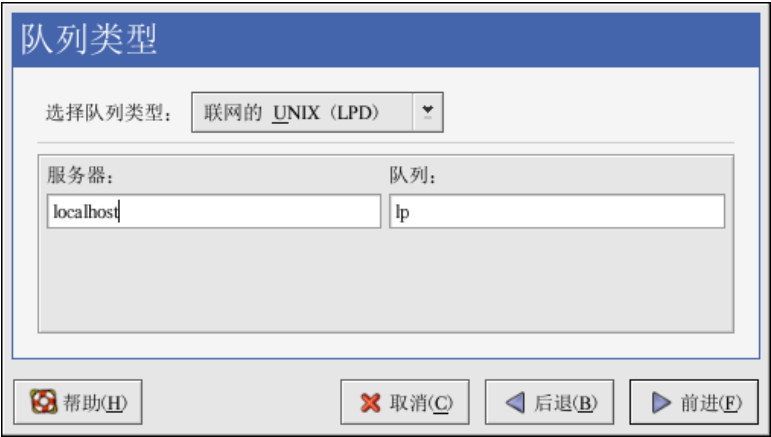 队列类型
选择队列类型： 联网的 UNIX (LPD)
服务器： 队列：
localhost lp
帮助(H) 取消(C) 后退(B) 前进(F)